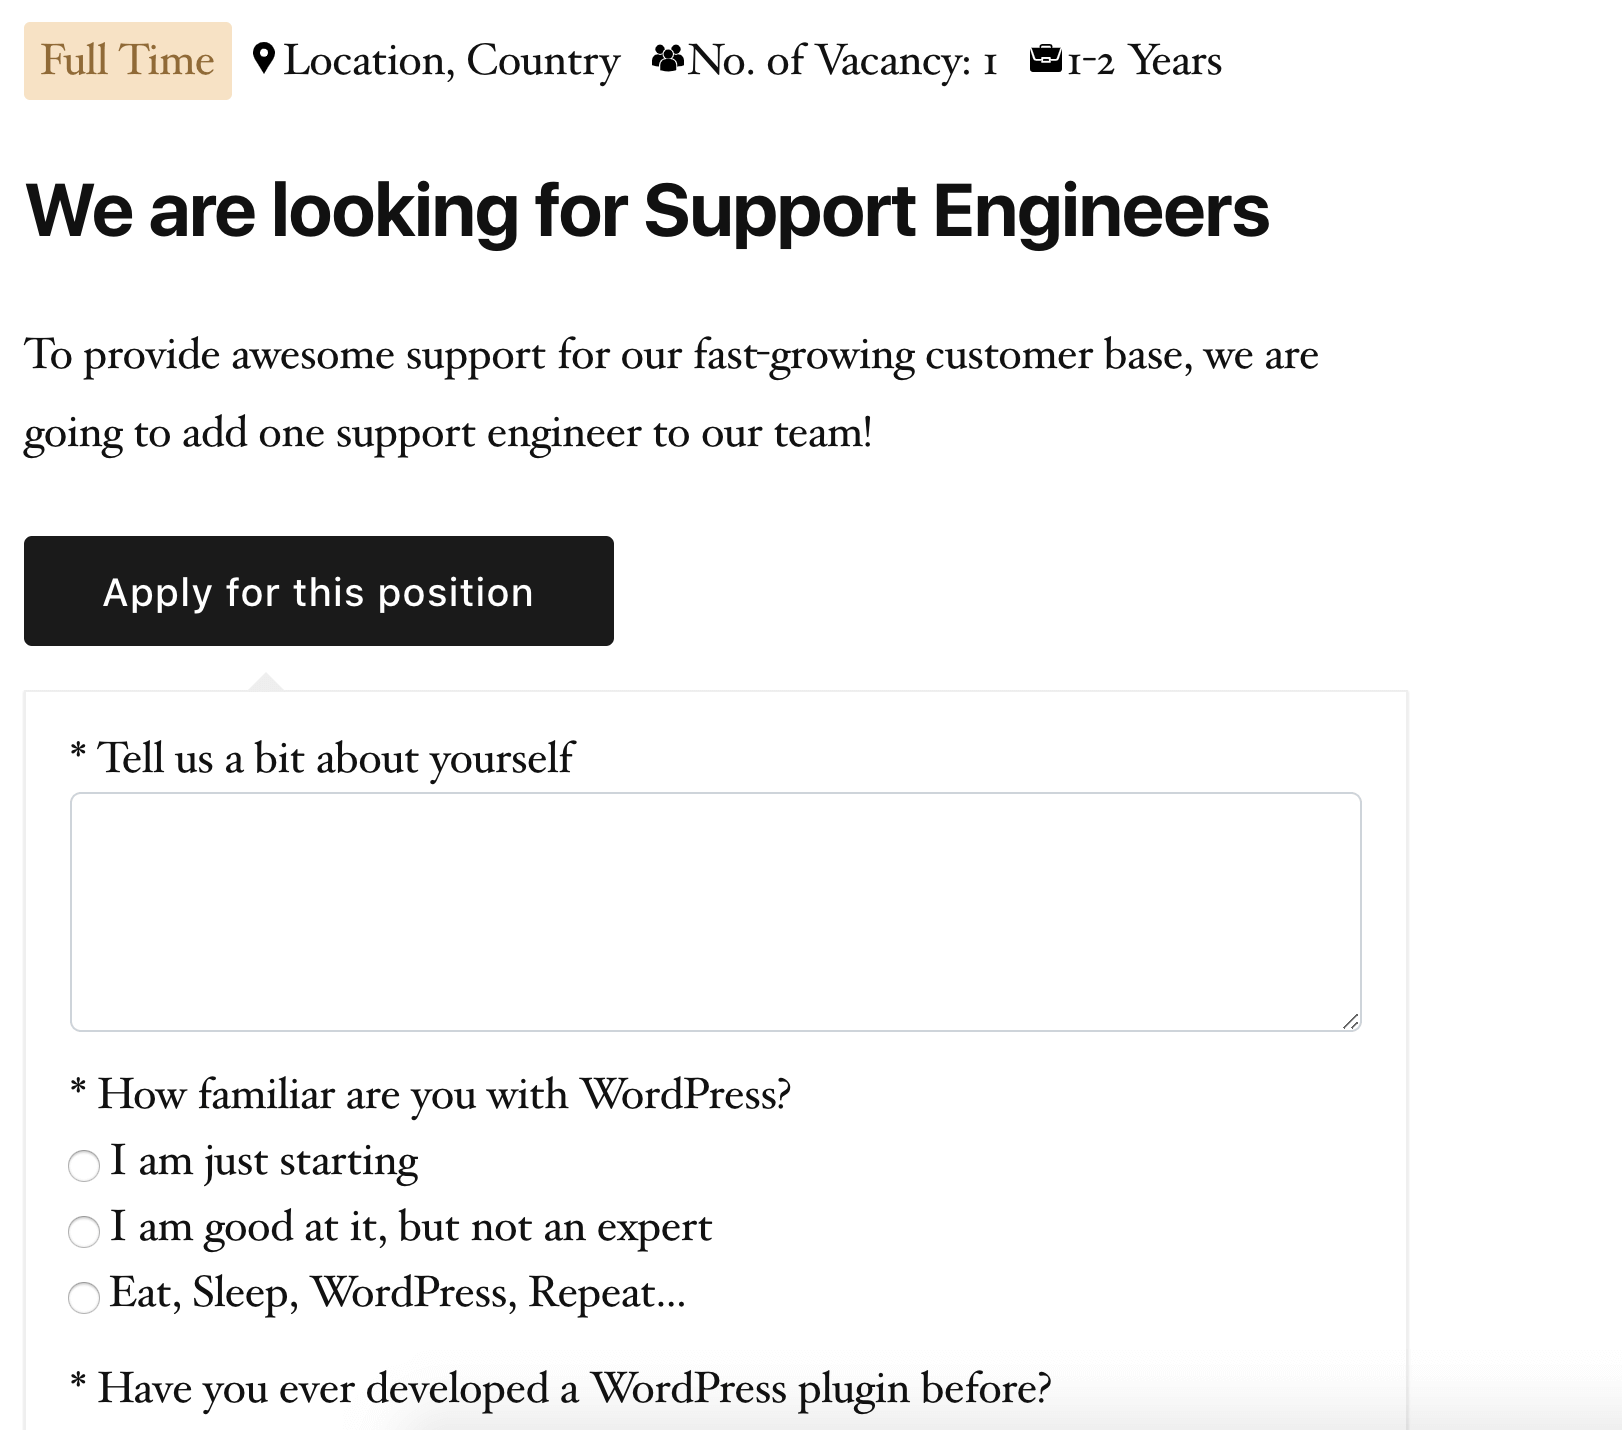 Full Time Location, Country No. of Vacancy: 1 1-2 Years
We are looking for Support Engineers
To provide awesome support for our fast-growing customer base, we are
going to add one support engineer to our team!
Apply for this position
* Tell us a bit about yourself
* How familiar are you with WordPress?
I am just starting
I am good at it, but not an expert
Eat, Sleep, WordPress, Repeat...
* Have you ever developed a WordPress plugin before?